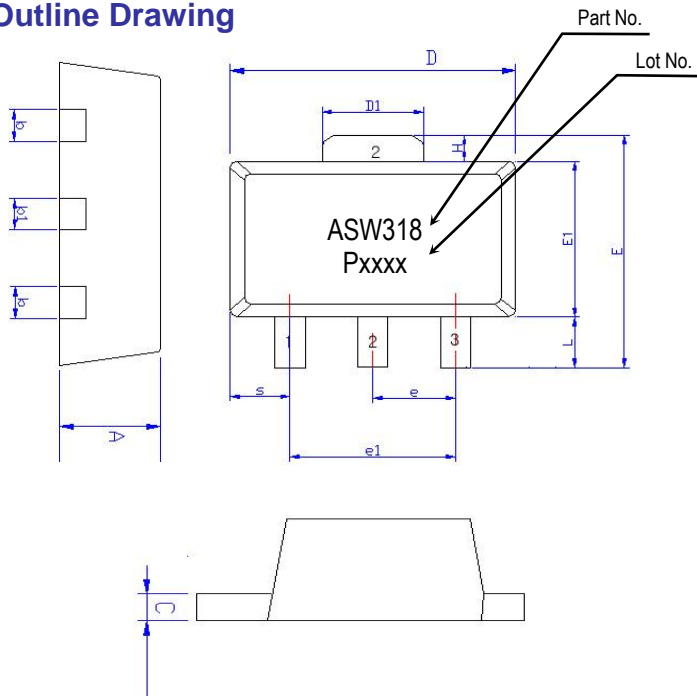 Outline Drawing
Part No.
Lot No.
D
D1
b
b1
b
2
H
ASW318
Pxxxx
E1
E
1
2
3
L
s
e
A
e1
C